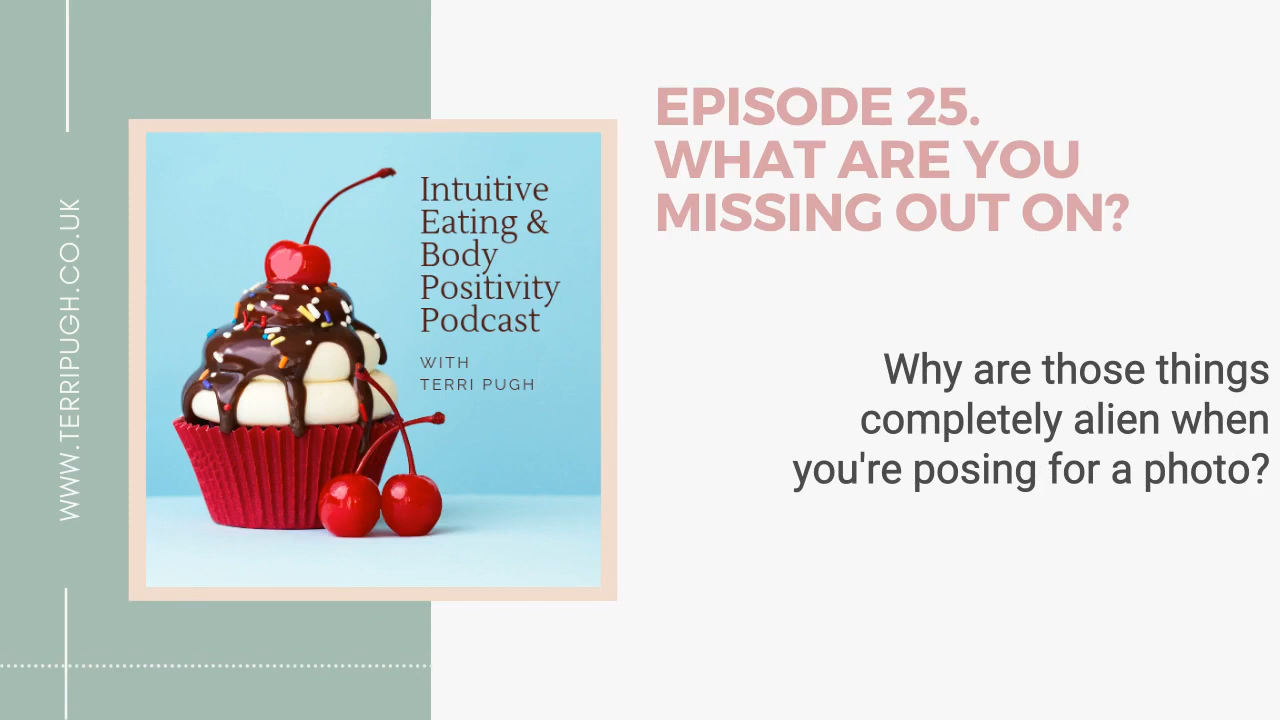 WWW.TERRIPUGH.CO.UK
Intuitive
Eating &
Body
Positivity
Podcast
WITH
TERRI PUGH
EPISODE 25.
WHAT ARE YOU
MISSING OUT ON?
Why are those things
completely alien when
you're posing for a photo?